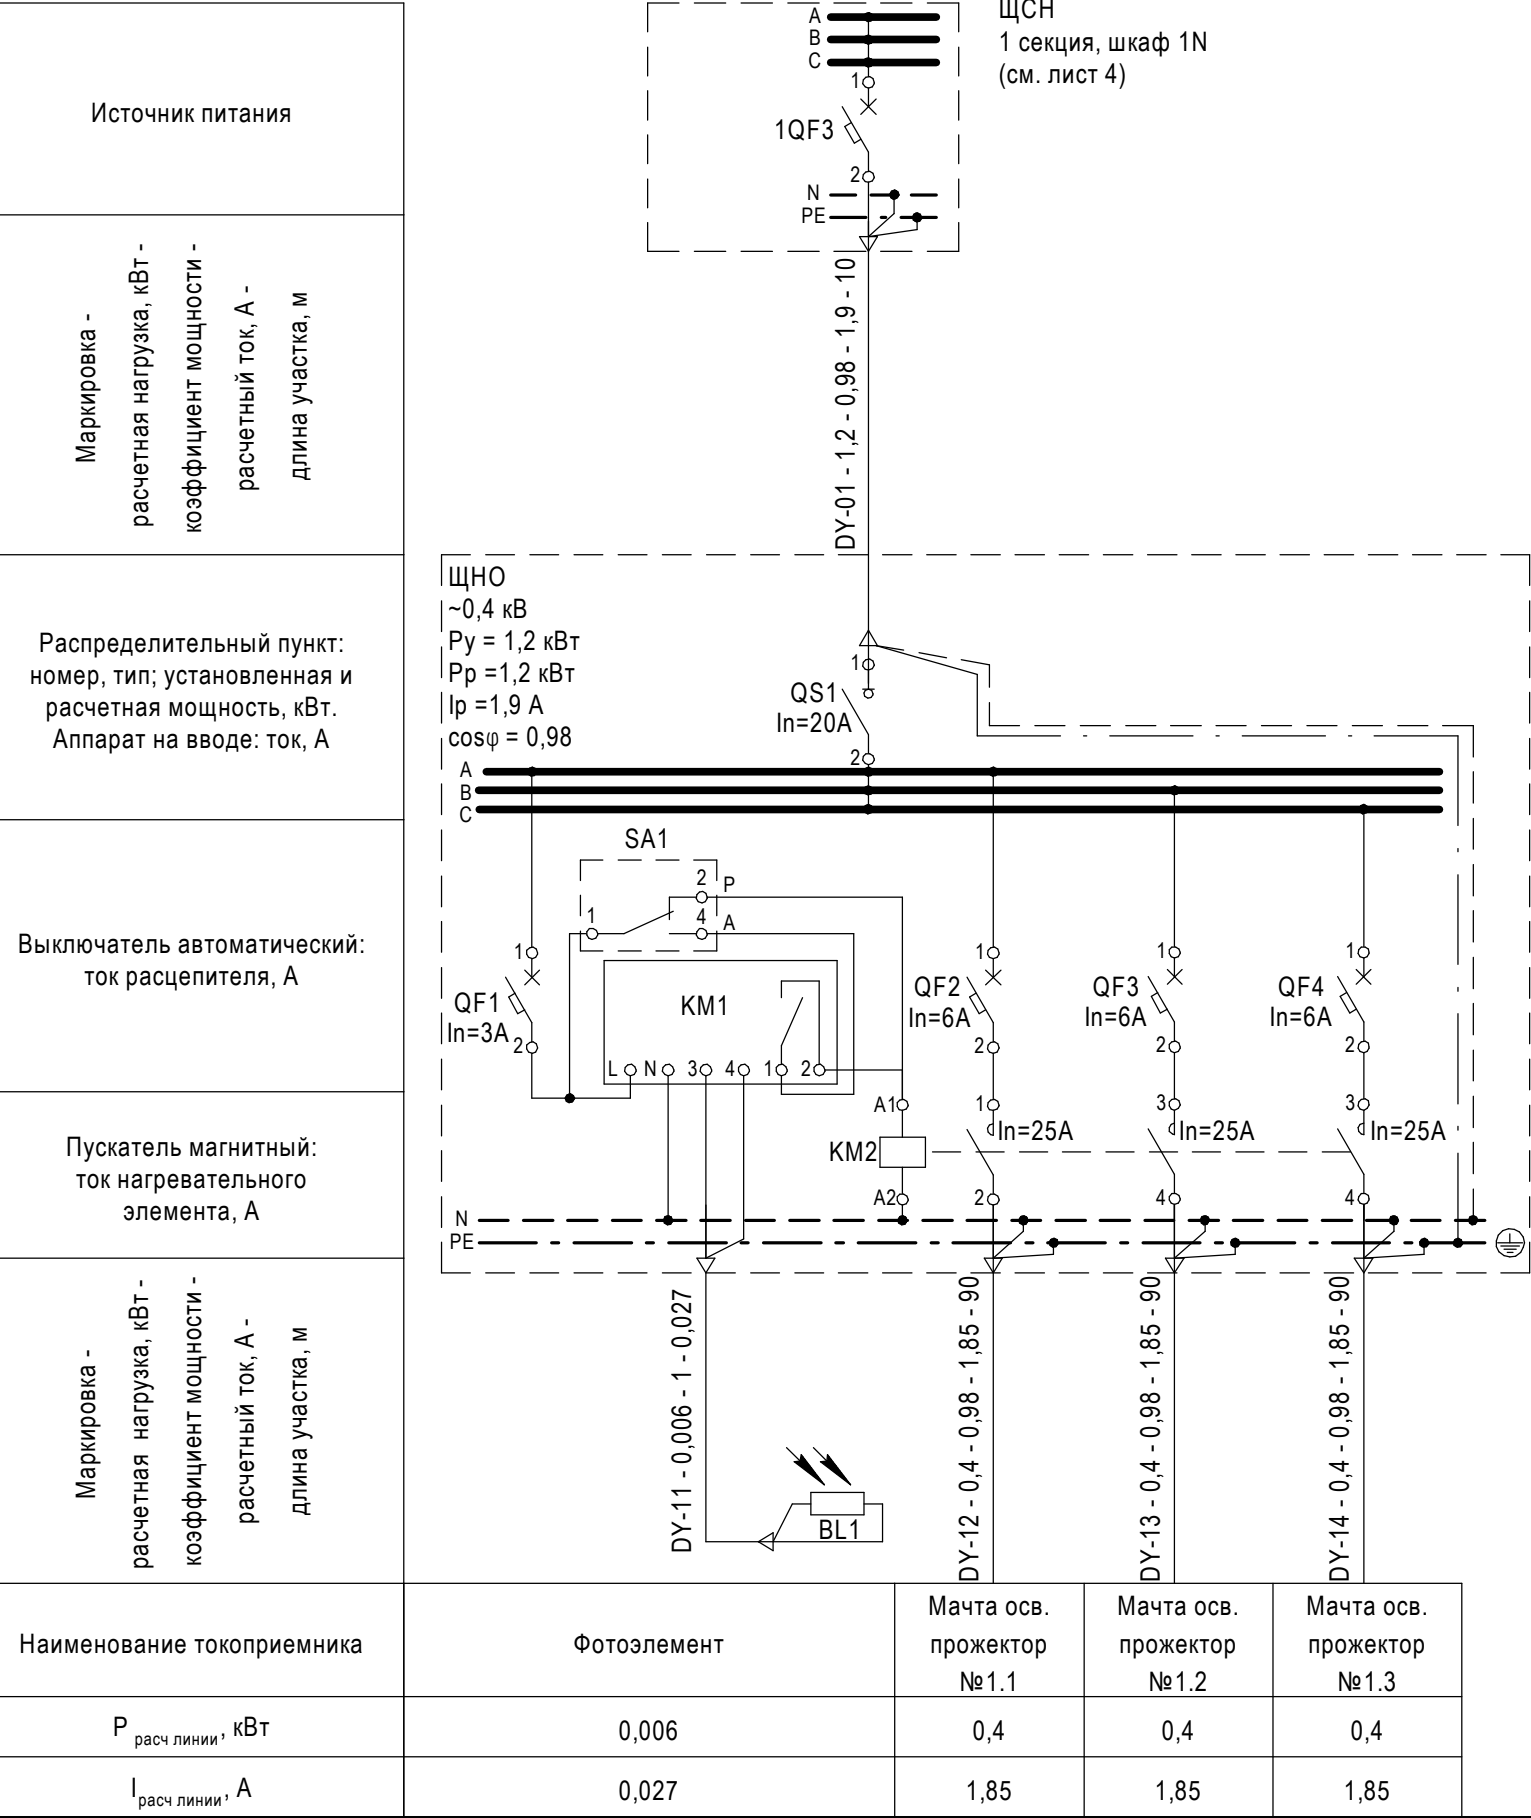 ЩСН
1 секция, шкаф 1N
(см. лист 4)
A
B
C
1
1QF3
2
N
PE
Источник питания
Маркировка -
расчетная нагрузка, кВт -
коэффициент мощности -
расчетный ток, А -
длина участка, м
DY-01 - 1,2 - 0,98 - 1,9 - 10
Распределительный пункт:
номер, тип; установленная и
расчетная мощность, кВт.
Аппарат на вводе: ток, А
ЩНО
~0,4 кВ
Ру = 1,2 кВт
Рр =1,2 кВт
Iр =1,9 А
cosφ = 0,98
1
QS1
In=20A
2
A
B
C
Выключатель автоматический:
ток расцепителя, А
SA1
2
P
1
4
A
1
QF1
In=3A
2
KM1
L
N
3
4
1
2
1
QF2
In=6A
2
1
QF3
In=6A
2
1
QF4
In=6A
2
Пускатель магнитный:
ток нагревательного
элемента, А
A1
KM2
A2
1
In=25A
2
3
In=25A
4
3
In=25A
4
N
PE
Маркировка -
расчетная нагрузка, кВт -
коэффициент мощности -
расчетный ток, А -
длина участка, м
DY-11 - 0,006 - 1 - 0,027
BL1
DY-12 - 0,4 - 0,98 - 1,85 - 90
DY-13 - 0,4 - 0,98 - 1,85 - 90
DY-14 - 0,4 - 0,98 - 1,85 - 90
Наименование токоприемника
Фотоэлемент
Мачта осв.
прожектор
№1.1
Мачта осв.
прожектор
№1.2
Мачта осв.
прожектор
№1.3
Р расч линии, кВт
0,006
0,4
0,4
0,4
I расч линии, А
0,027
1,85
1,85
1,85